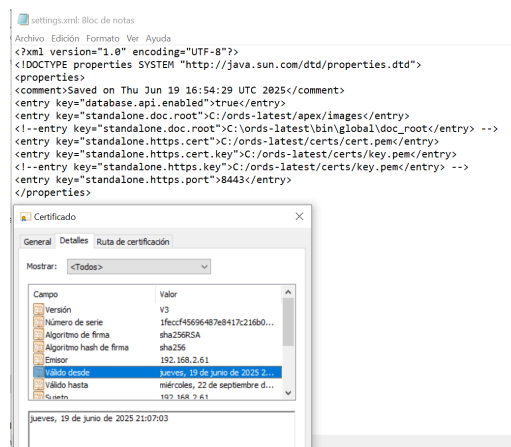 settings.xml: Bloc de notas
Archivo Edición Formato Ver Ayuda
<?xml version="1.0" encoding="UTF-8"?>
<!DOCTYPE properties SYSTEM "http://java.sun.com/dtd/properties.dtd">
<properties>
<comment>Saved on Thu Jun 19 16:54:29 UTC 2025</comment>
<entry key="database.api.enabled">true</entry>
<entry key="standalone.doc.root">C:/ords-latest/apex/images</entry>
<!--entry key="standalone.doc.root">C:\ords-latest\bin\global\doc_root</entry> -->
<entry key="standalone.https.cert">C:/ords-latest/certs/cert.pem</entry>
<entry key="standalone.https.cert.key">C:/ords-latest/certs/key.pem</entry>
<!--entry key="standalone.https.key">C:/ords-latest/certs/key.pem</entry> -->
<entry key="standalone.https.port">8443</entry>
</properties>
Certificado
General Detalles Ruta de certificación
Mostrar: <Todos>
Campo Valor
Versión V3
Número de serie 1feccf45696487e8417c216b0...
Algoritmo de firma sha256RSA
Algoritmo hash de firma sha256
Emisor 192.168.2.61
Válido desde jueves, 19 de junio de 2025 2...
Válido hasta miércoles, 22 de septiembre d...
Sujeto 192.168.2.61
jueves, 19 de junio de 2025 21:07:03